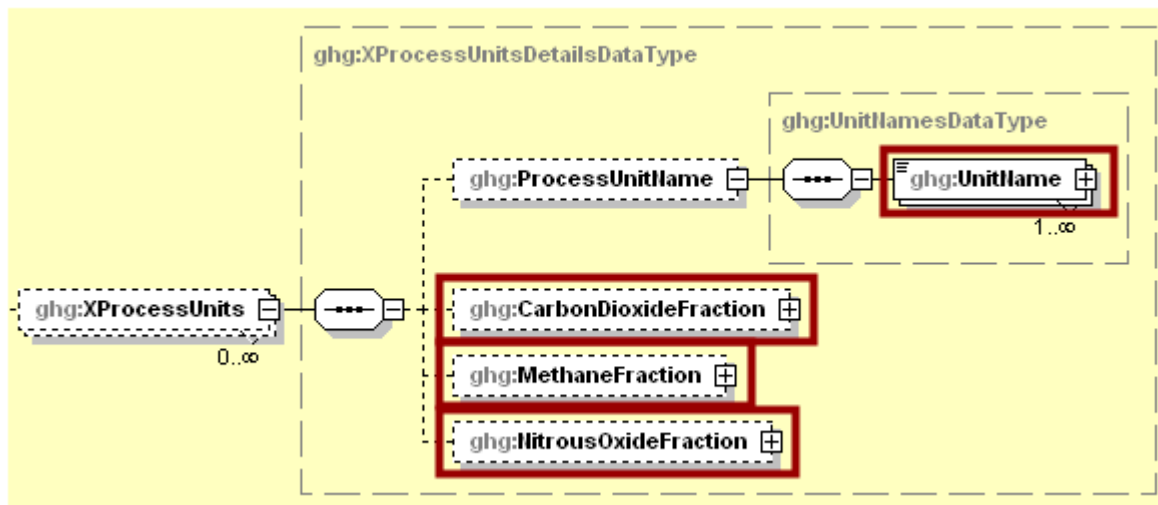 ghg:XProcessUnitsDetailsDataType
ghg:UnitNamesDataType
ghg:ProcessUnitName
ghg:UnitName
1..∞
ghg:XProcessUnits
0..∞
ghg:CarbonDioxideFraction
ghg:MethaneFraction
ghg:NitrousOxideFraction